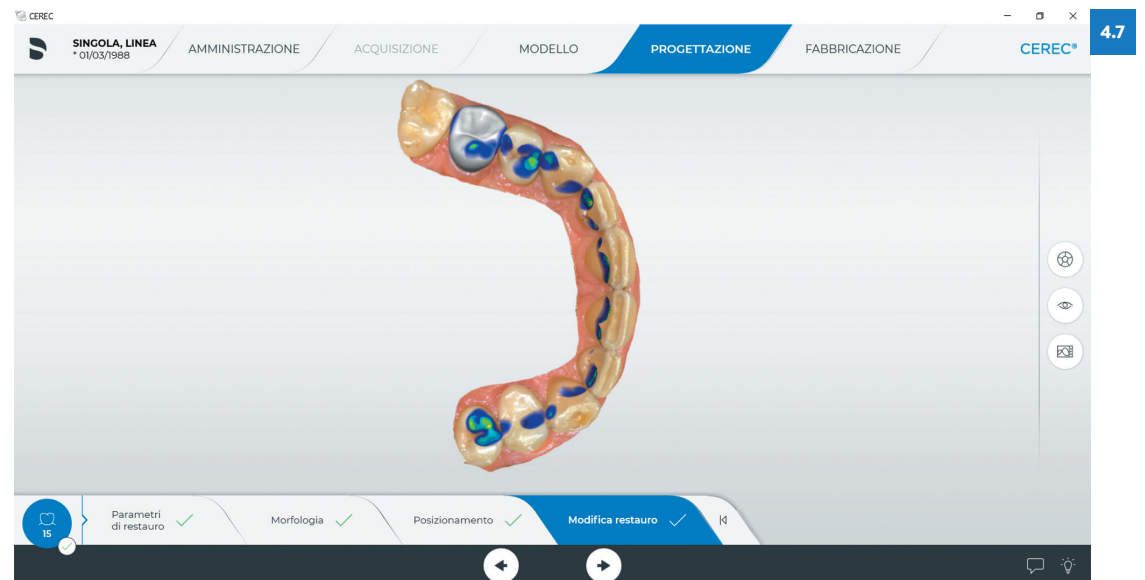 CEREC
4.7
SINGOLA, LINEA
* 01/03/1988
AMMINISTRAZIONE
ACQUISIZIONE
MODELLO
PROGETTAZIONE
FABBRICAZIONE
CEREC®
Parametri
di restauro
Morfologia
Posizionamento
Modifica restauro
15